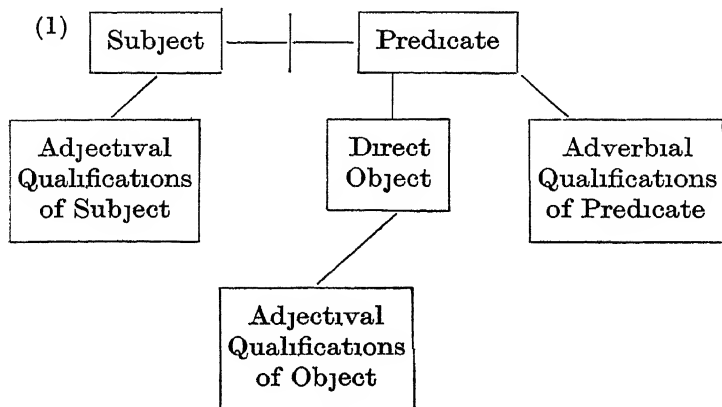 (1) Subject Predicate
Adjectival
Qualifications
of Subject
Direct
Object
Adverbial
Qualifications
of Predicate
Adjectival
Qualifications
of Object